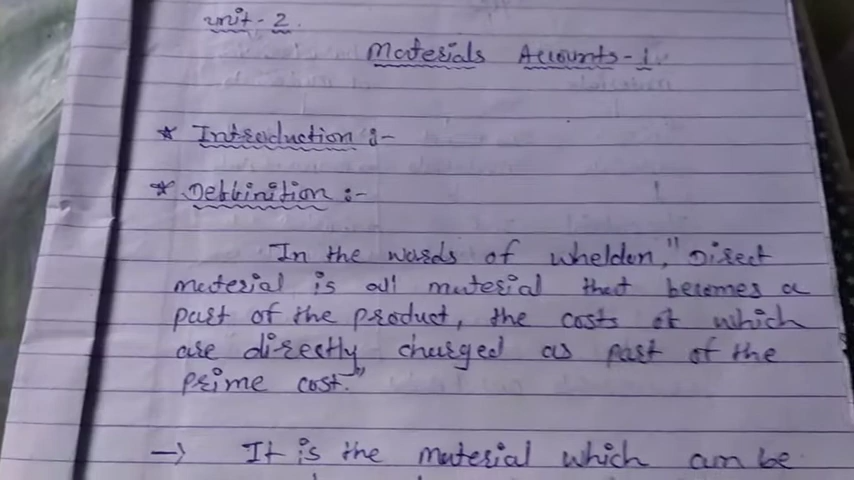 unit-2.
Materials Accounts-1
* Introduction :-
* Deffinition :-
In the words of wheldon, "Direct
material is all material that becomes a
part of the product, the costs of which
are directly charged as part of the
prime cost."
→ It is the material which can be